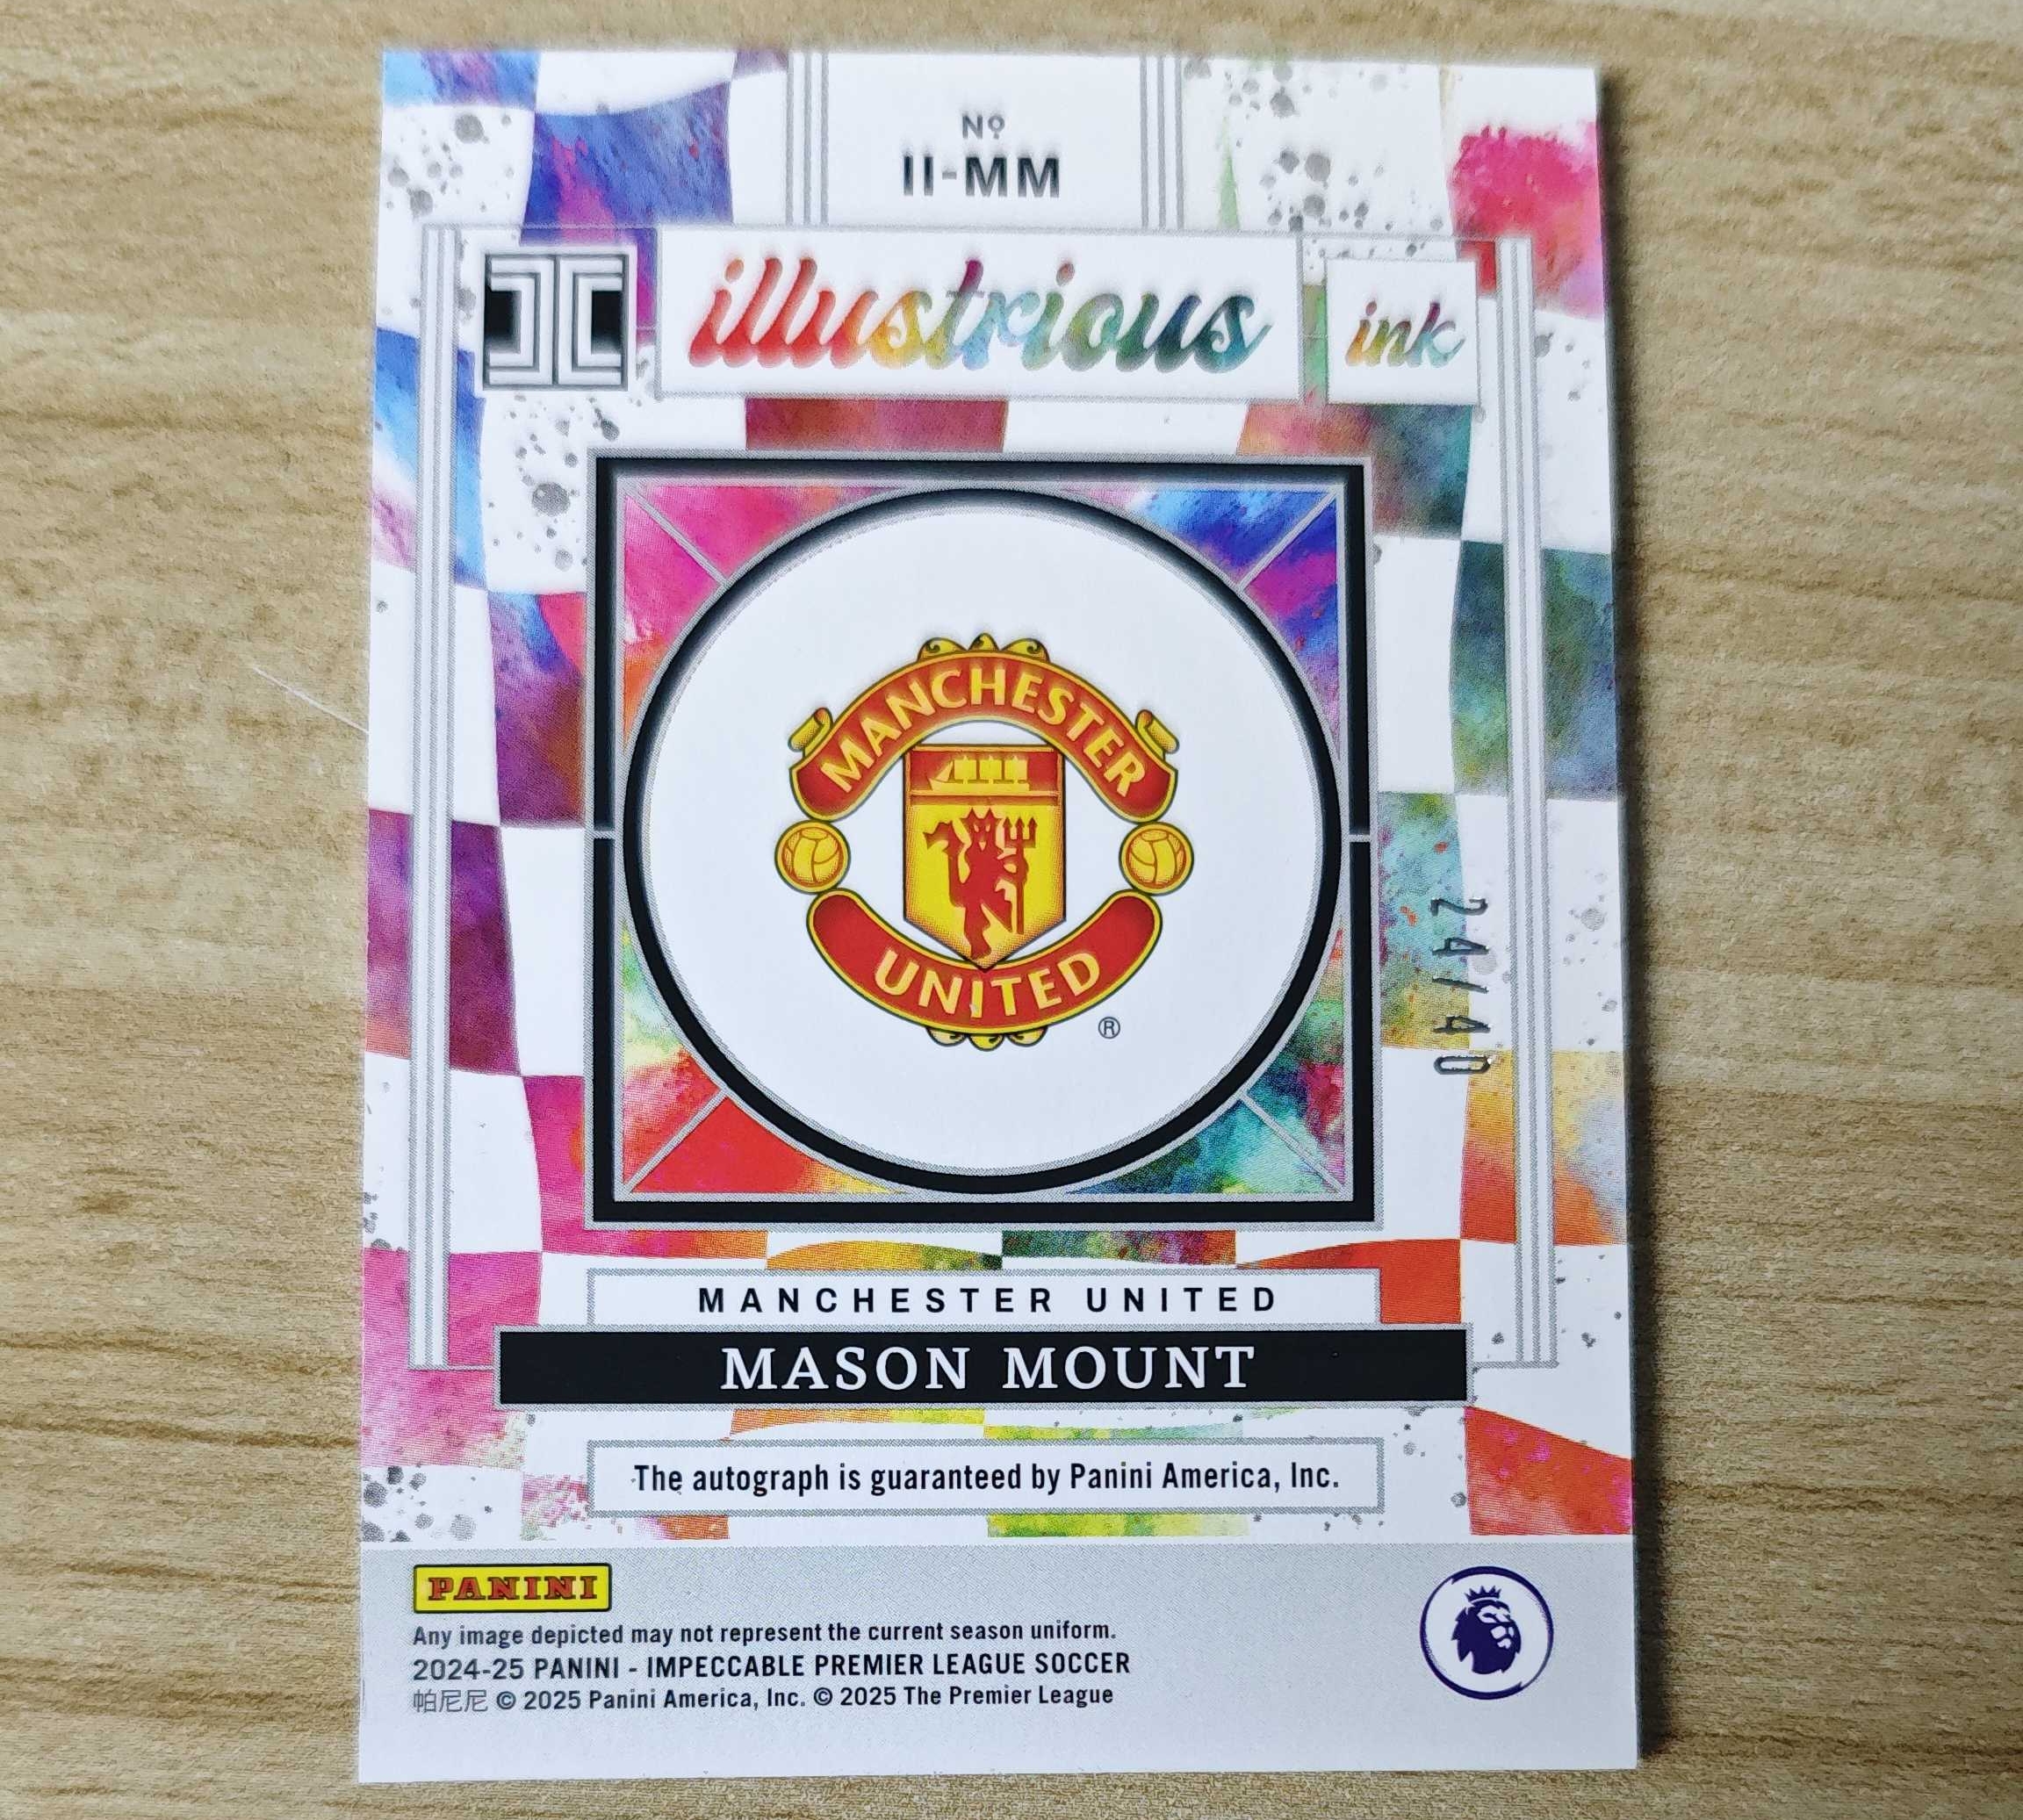 Nº
II-MM
illustrious ink
MANCHESTER
UNITED
®
24/40
MANCHESTER UNITED
MASON MOUNT
The autograph is guaranteed by Panini America, Inc.
PANINI
Any image depicted may not represent the current season uniform.
2024-25 PANINI - IMPECCABLE PREMIER LEAGUE SOCCER
帕尼尼 © 2025 Panini America, Inc. © 2025 The Premier League